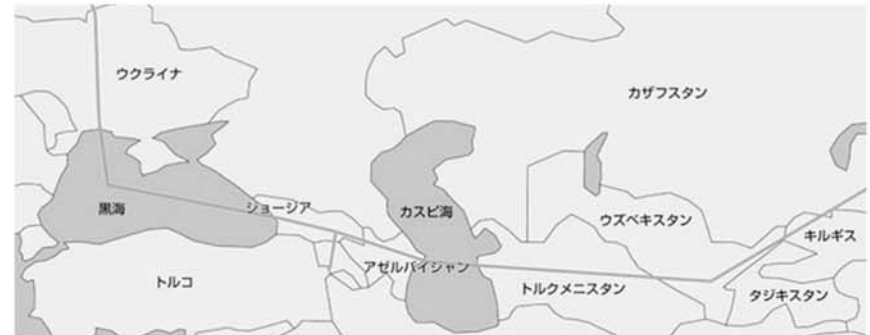 ウクライナ
カザフスタン
黒海
ジョージア
カスピ海
ウズベキスタン
キルギス
アゼルバイジャン
トルコ
トルクメニスタン
タジキスタン